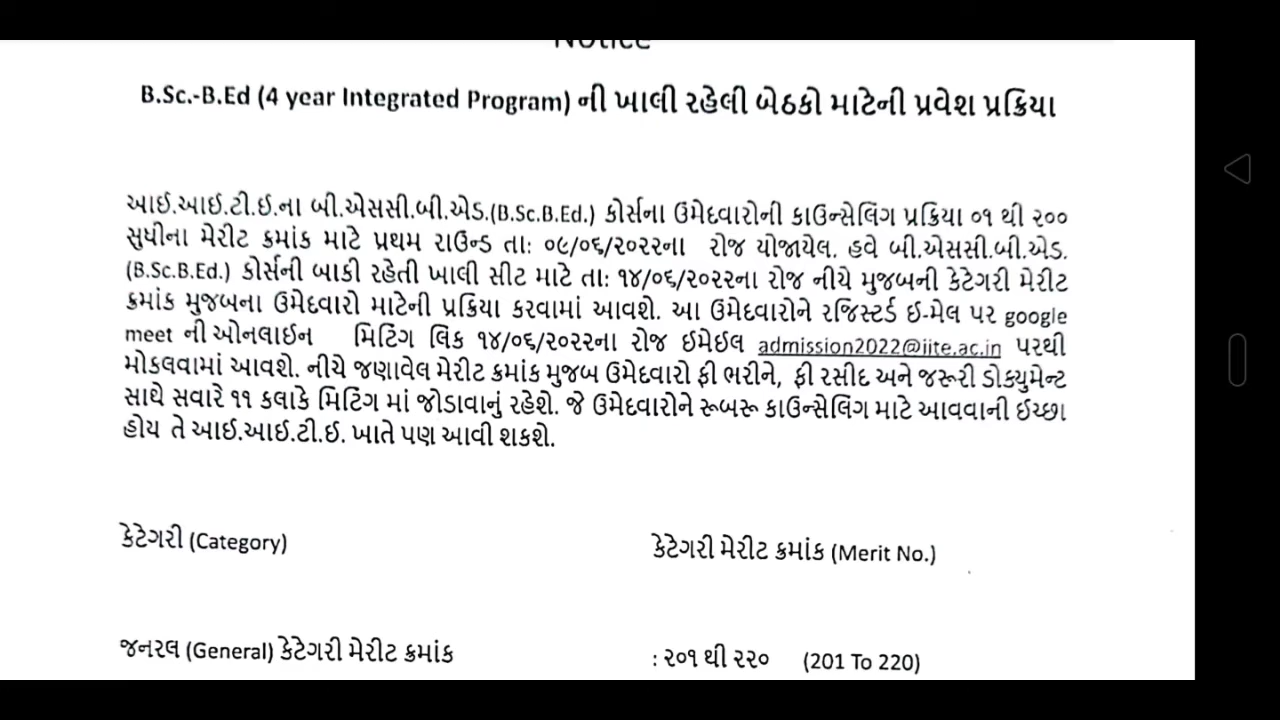 Notice
B.Sc.-B.Ed (4 year Integrated Program) ની ખાલી રહેલી બેઠકો માટેની પ્રવેશ પ્રક્રિયા
આઈ.આઈ.ટી.ઈ.ના બી.એસસી.બી.એડ.(B.Sc.B.Ed.) કોર્સના ઉમેદવારોની કાઉન્સેલિંગ પ્રક્રિયા ૦૧ થી ૨૦૦
સુધીના મેરીટ ક્રમાંક માટે પ્રથમ રાઉન્ડ તા: ૦૯/૦૬/૨૦૨૨ના રોજ યોજાયેલ. હવે બી.એસસી.બી.એડ.
(B.Sc.B.Ed.) કોર્સની બાકી રહેતી ખાલી સીટ માટે તા: ૧૪/૦૬/૨૦૨૨ના રોજ નીચે મુજબની કેટેગરી મેરીટ
ક્રમાંક મુજબના ઉમેદવારો માટેની પ્રક્રિયા કરવામાં આવશે. આ ઉમેદવારોને રજિસ્ટર્ડ ઈ-મેલ પર google
meet ની ઓનલાઈન મિટિંગ લિંક ૧૪/૦૬/૨૦૨૨ના રોજ ઈમેઈલ admission2022@iite.ac.in પરથી
મોકલવામાં આવશે. નીચે જણાવેલ મેરીટ ક્રમાંક મુજબ ઉમેદવારો ફી ભરીને, ફી રસીદ અને જરૂરી ડોક્યુમેન્ટ
સાથે સવારે ૧૧ કલાકે મિટિંગ માં જોડાવાનું રહેશે. જે ઉમેદવારોને રૂબરૂ કાઉન્સેલિંગ માટે આવવાની ઈચ્છા
હોય તે આઈ.આઈ.ટી.ઈ. ખાતે પણ આવી શકશે.
કેટેગરી (Category) કેટેગરી મેરીટ ક્રમાંક (Merit No.)
જનરલ (General) કેટેગરી મેરીટ ક્રમાંક : ૨૦૧ થી ૨૨૦ (201 To 220)